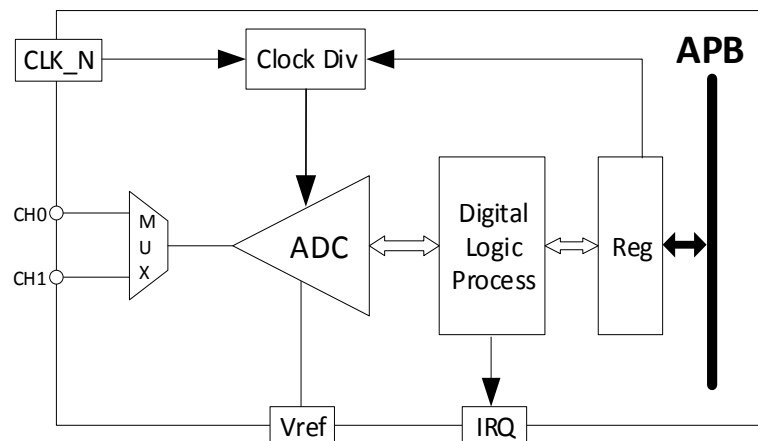 CLK_N
Clock Div
APB
CH0
CH1
M
U
X
ADC
Digital
Logic
Process
Reg
Vref
IRQ